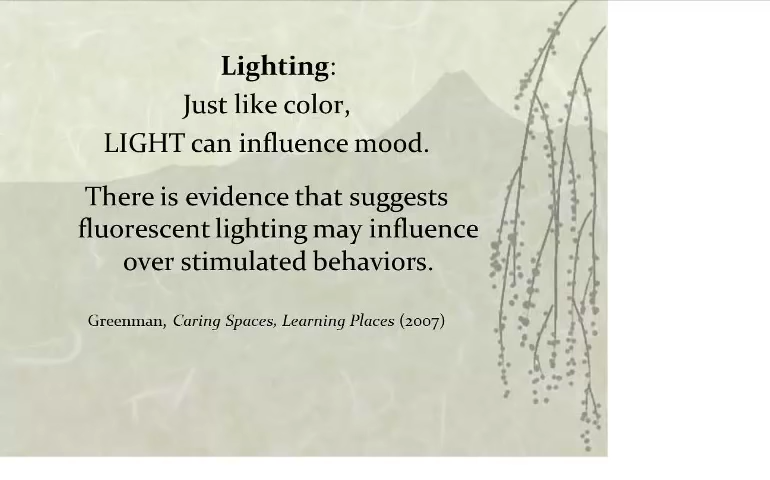 Lighting:
Just like color,
LIGHT can influence mood.
There is evidence that suggests
fluorescent lighting may influence
over stimulated behaviors.
Greenman, Caring Spaces, Learning Places (2007)